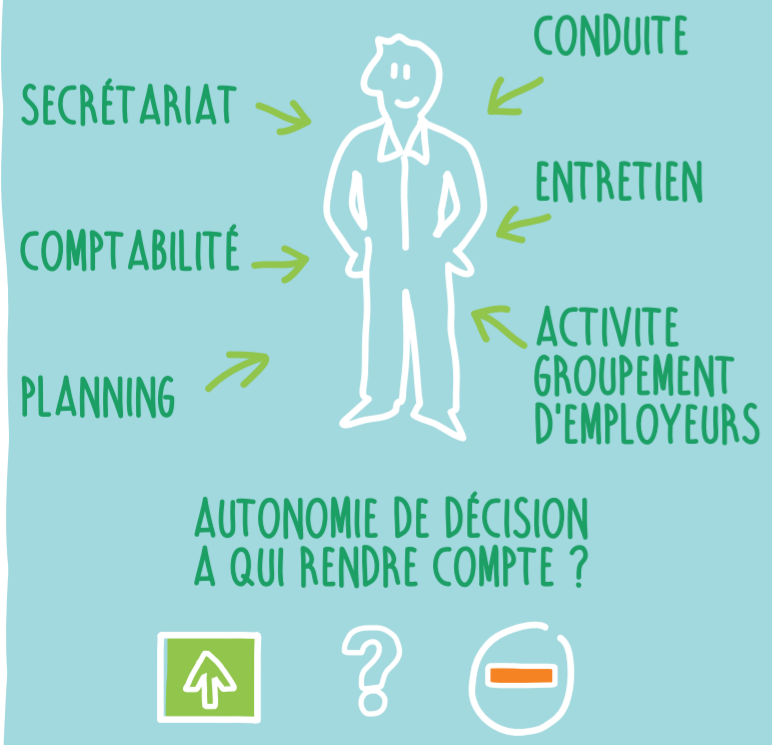 SECRÉTARIAT
COMPTABILITÉ
PLANNING
CONDUITE
ENTRETIEN
ACTIVITE
GROUPEMENT
D'EMPLOYEURS
AUTONOMIE DE DÉCISION
A QUI RENDRE COMPTE ?
?